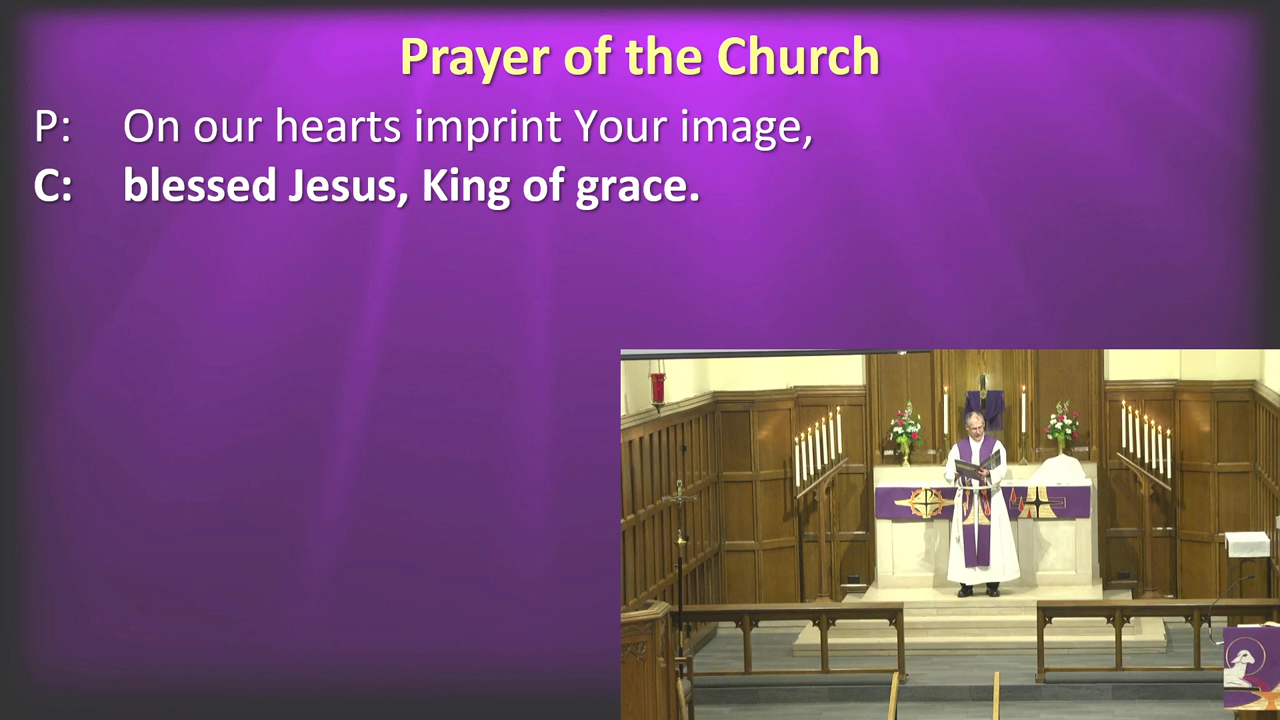 Prayer of the Church
P: On our hearts imprint Your image,
C: blessed Jesus, King of grace.